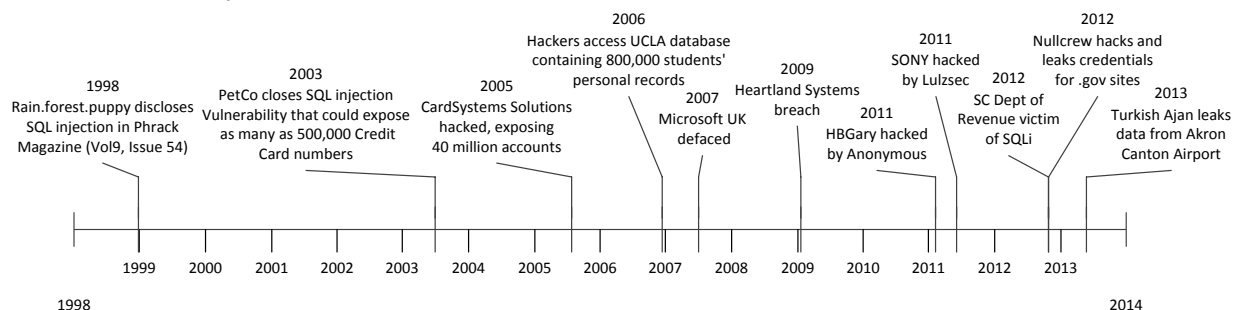 1998
Rain.forest.puppy discloses
SQL injection in Phrack
Magazine (Vol9, Issue 54)
2003
PetCo closes SQL injection
Vulnerability that could expose
as many as 500,000 Credit
Card numbers
2005
CardSystems Solutions
hacked, exposing
40 million accounts
2006
Hackers access UCLA database
containing 800,000 students'
personal records
2007
Microsoft UK
defaced
2009
Heartland Systems
breach
2011
HBGary hacked
by Anonymous
2011
SONY hacked
by Lulzsec
2012
SC Dept of
Revenue victim
of SQLi
2012
Nullcrew hacks and
leaks credentials
for .gov sites
2013
Turkish Ajan leaks
data from Akron
Canton Airport
1999 2000 2001 2002 2003 2004 2005 2006 2007 2008 2009 2010 2011 2012 2013
1998 2014